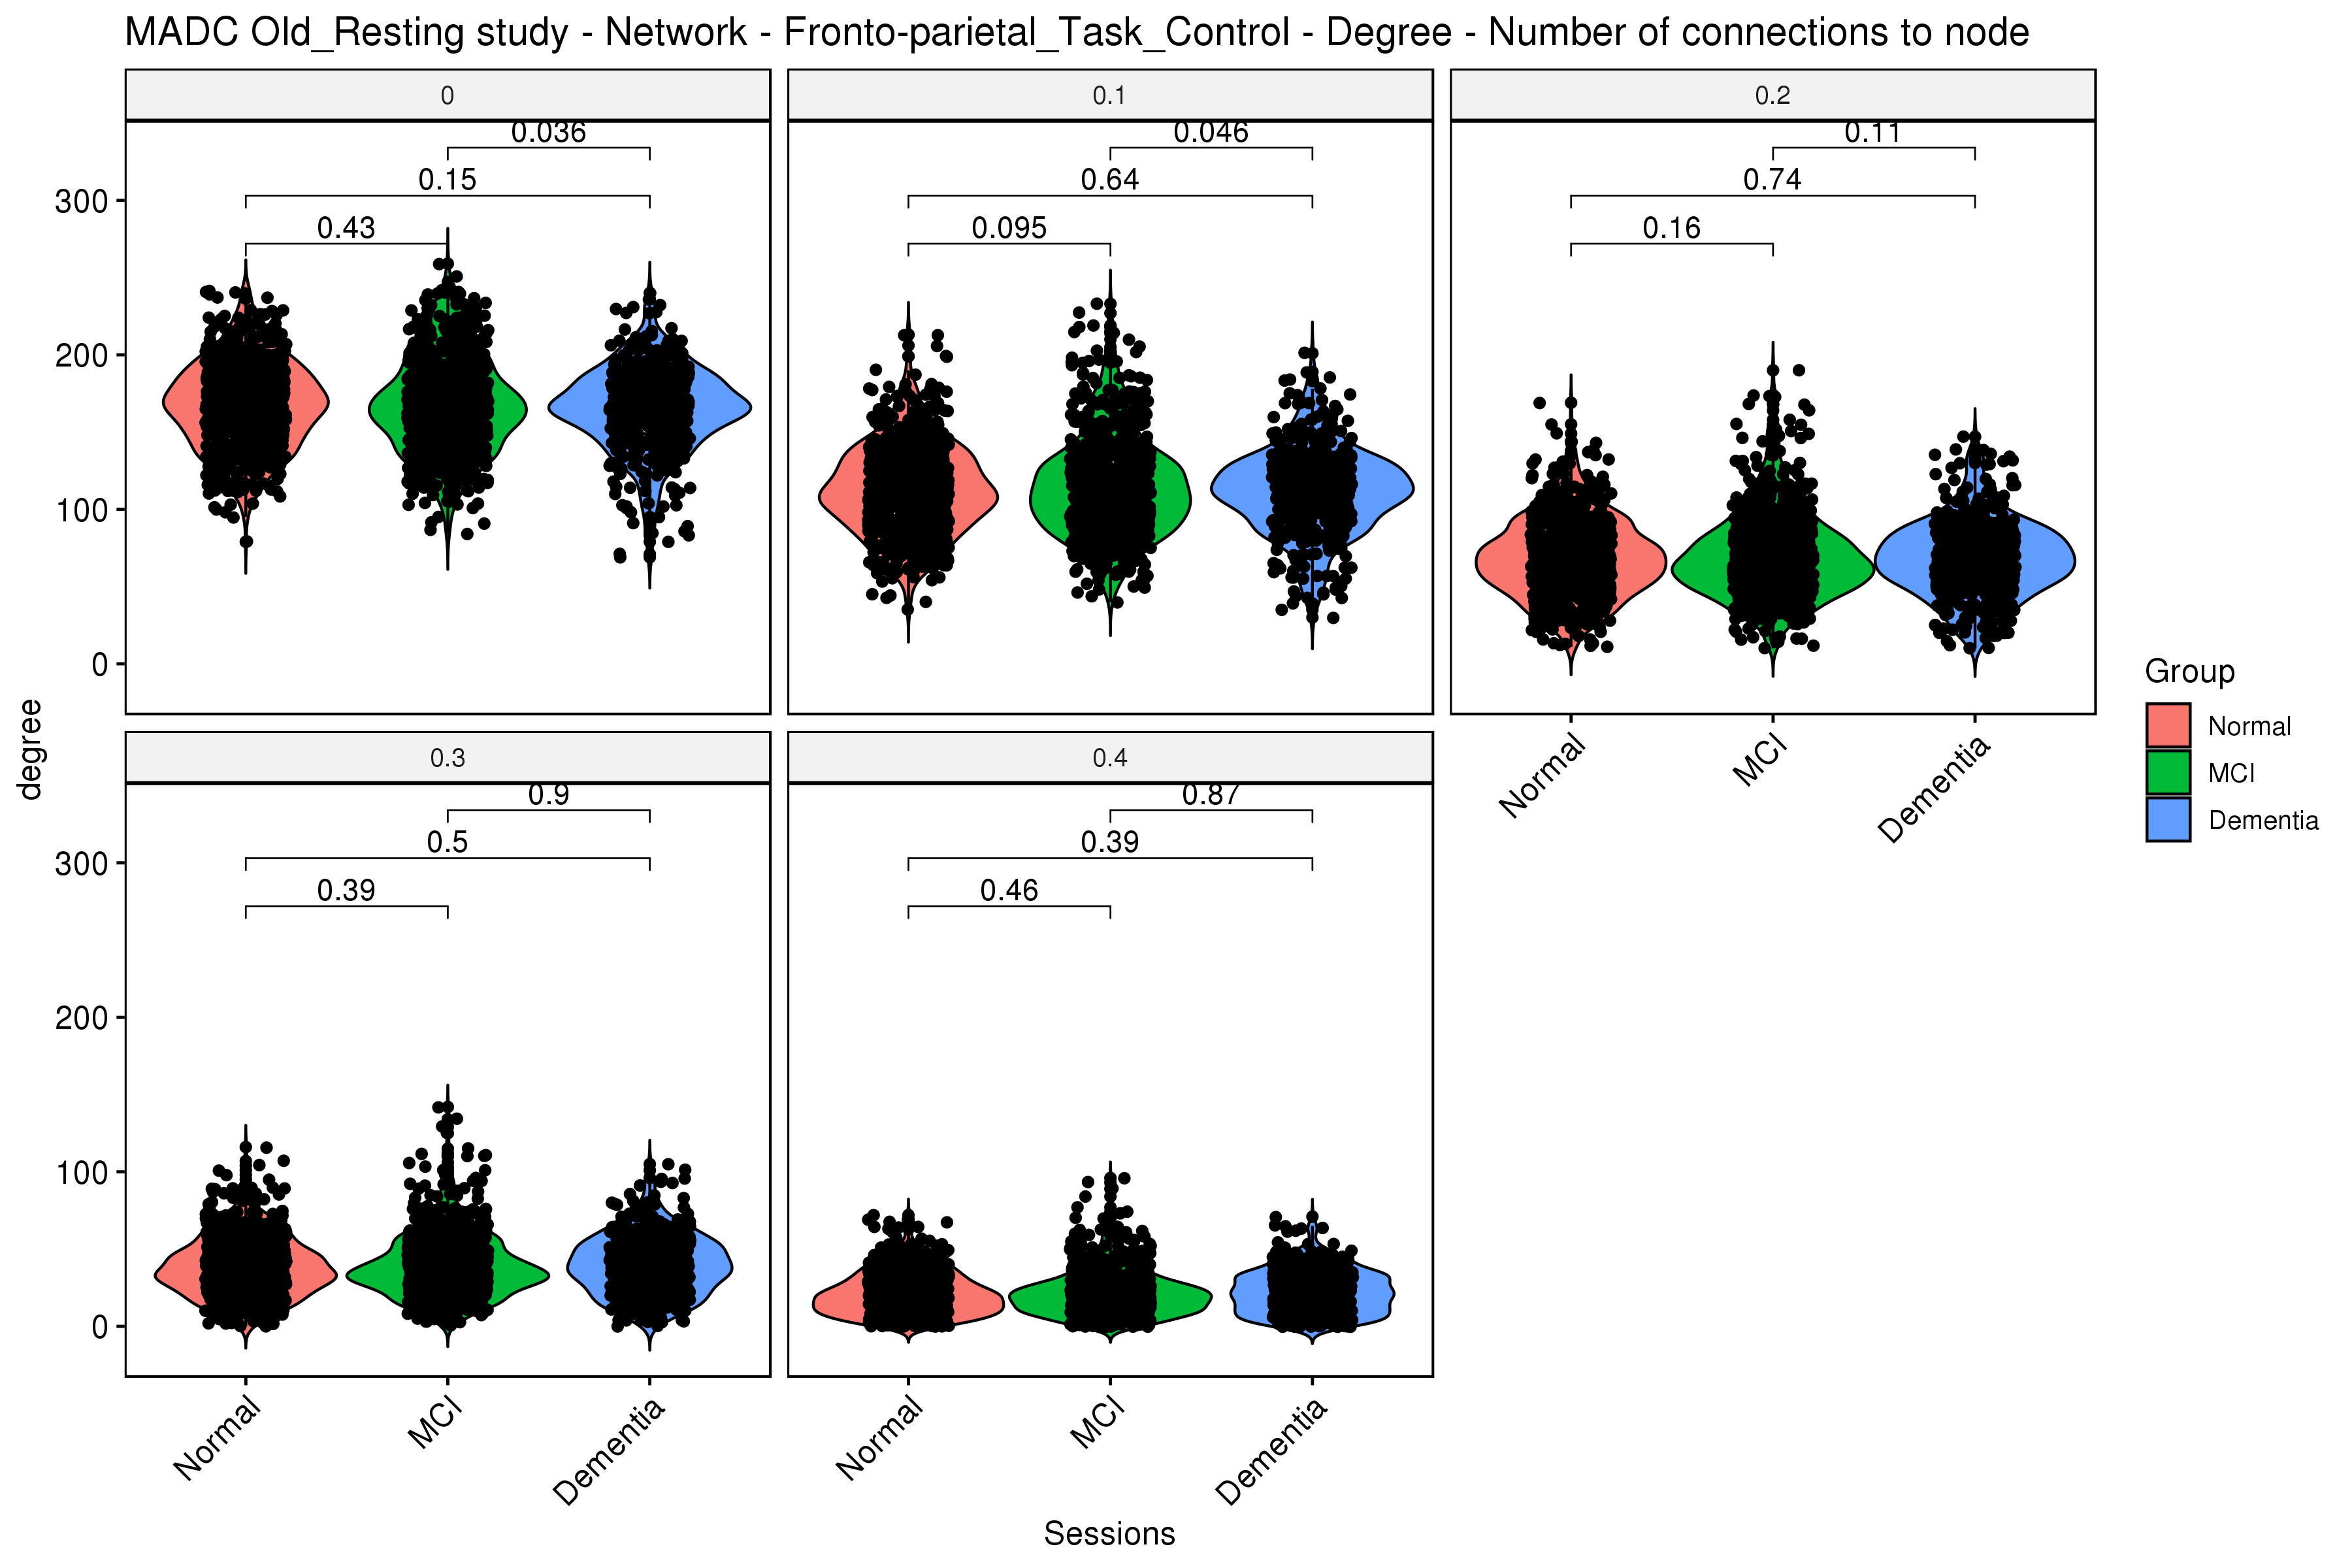 MADC Old_Resting study - Network - Fronto-parietal_Task_Control - Degree - Number of connections to node
0
0.1
0.2
0.036
0.15
0.43
0.046
0.64
0.095
0.11
0.74
0.16
300
200
100
0
degree
Normal
MCI
Dementia
Group
Normal
MCI
Dementia
0.3
0.4
0.9
0.5
0.39
0.87
0.39
0.46
300
200
100
0
Normal
MCI
Dementia
Normal
MCI
Dementia
Sessions